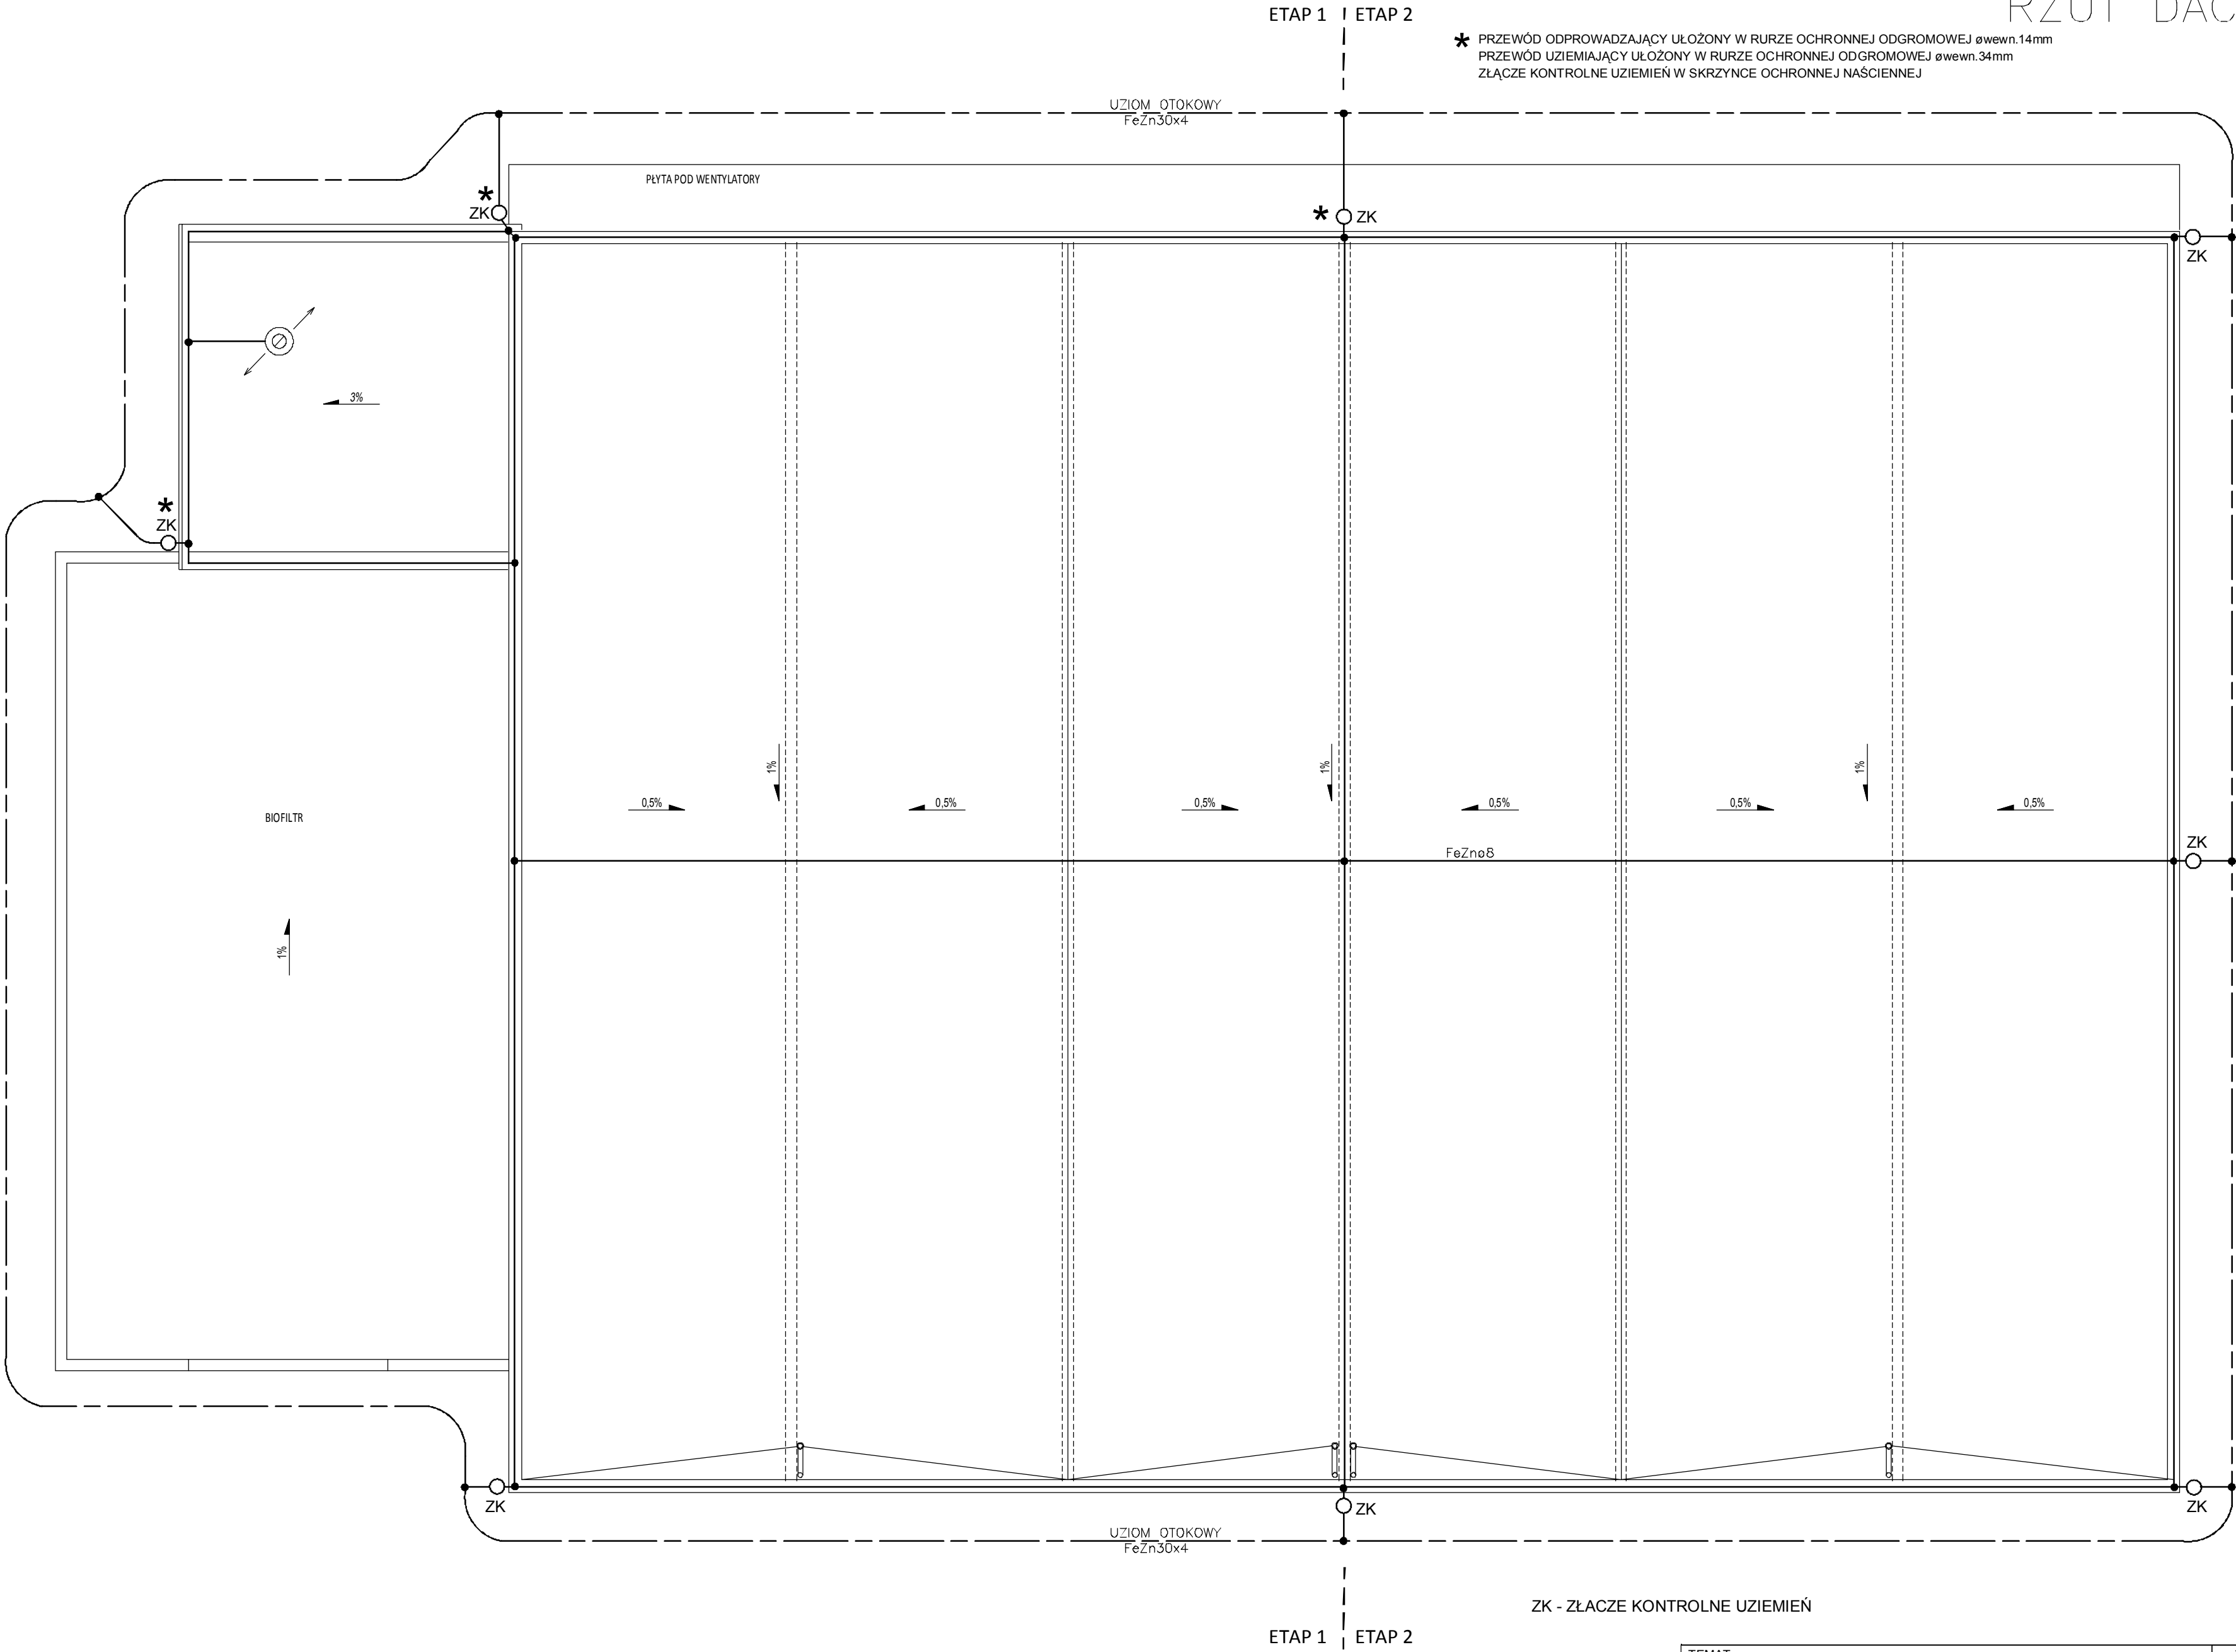 ETAP 1 ETAP 2
RZUT DAC
* PRZEWÓD ODPROWADZAJĄCY UŁOŻONY W RURZE OCHRONNEJ ODGROMOWEJ øwewn.14mm
PRZEWÓD UZIEMIAJĄCY UŁOŻONY W RURZE OCHRONNEJ ODGROMOWEJ øwewn.34mm
ZŁĄCZE KONTROLNE UZIEMIEŃ W SKRZYNCE OCHRONNEJ NAŚCIENNEJ
UZIOM OTOKOWY
FeZn30x4
PŁYTA POD WENTYLATORY
*
ZK
* ZK
ZK
3%
*
ZK
1%
1%
1%
0,5%
0,5%
0,5%
0,5%
0,5%
0,5%
BIOFILTR
ZK
FeZnø8
1%
ZK
ZK
ZK
UZIOM OTOKOWY
FeZn30x4
ZK - ZŁACZE KONTROLNE UZIEMIEŃ
ETAP 1 ETAP 2
TEMAT